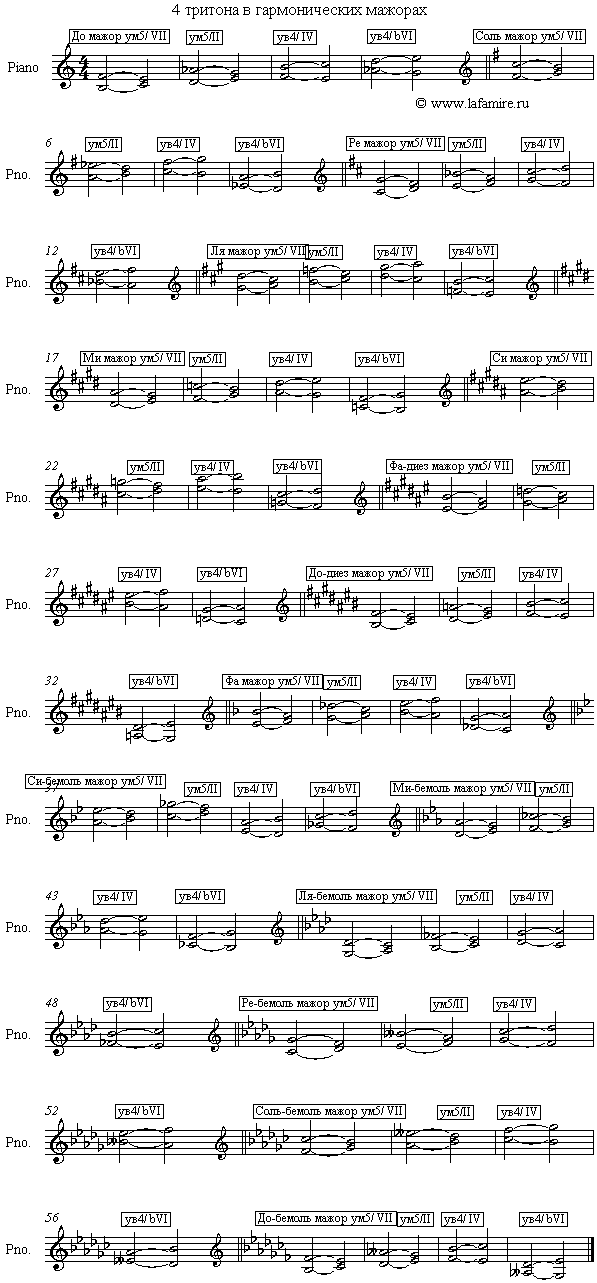 4 тритона в гармонических мажорах
До мажор ум5/ VII ум5/II ув4/ IV ув4/ bVI Соль мажор ум5/ VII
Piano
© www.lafamire.ru
6 ум5/II ув4/ IV ув4/ bVI Ре мажор ум5/ VII ум5/II ув4/ IV
Pno.
12 ув4/ bVI Ля мажор ум5/ VII ум5/II ув4/ IV ув4/ bVI
Pno.
17 Ми мажор ум5/ VII ум5/II ув4/ IV ув4/ bVI Си мажор ум5/ VII
Pno.
22 ум5/II ув4/ IV ув4/ bVI Фа-диез мажор ум5/ VII ум5/II
Pno.
27 ув4/ IV ув4/ bVI До-диез мажор ум5/ VII ум5/II ув4/ IV
Pno.
32 ув4/ bVI Фа мажор ум5/ VII ум5/II ув4/ IV ув4/ bVI
Pno.
Си-бемоль мажор ум5/ VII ум5/II ув4/ IV ув4/ bVI Ми-бемоль мажор ум5/ VII ум5/II
Pno.
43 ув4/ IV ув4/ bVI Ля-бемоль мажор ум5/ VII ум5/II ув4/ IV
Pno.
48 ув4/ bVI Ре-бемоль мажор ум5/ VII ум5/II ув4/ IV
Pno.
52 ув4/ bVI Соль-бемоль мажор ум5/ VII ум5/II ув4/ IV
Pno.
56 ув4/ bVI До-бемоль мажор ум5/ VII ум5/II ув4/ IV ув4/ bVI
Pno.